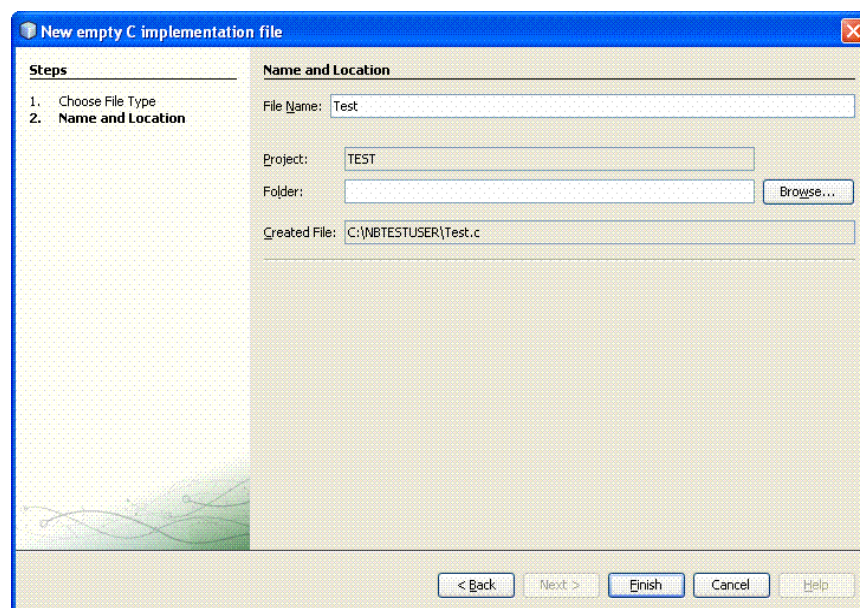 New empty C implementation file
Steps
1. Choose File Type
2. Name and Location
Name and Location
File Name: Test
Project: TEST
Folder: Browse...
Created File: C:\NBTESTUSER\Test.c
< Back Next > Finish Cancel Help